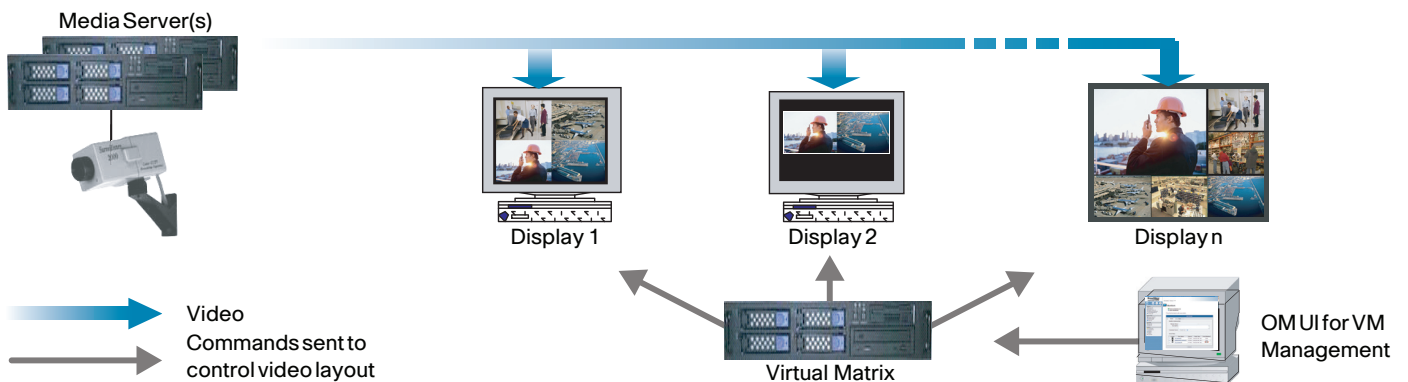 Media Server(s)
Display 1
Display 2
Display n
Video
Commands sent to
control video layout
Virtual Matrix
OM UI for VM
Management